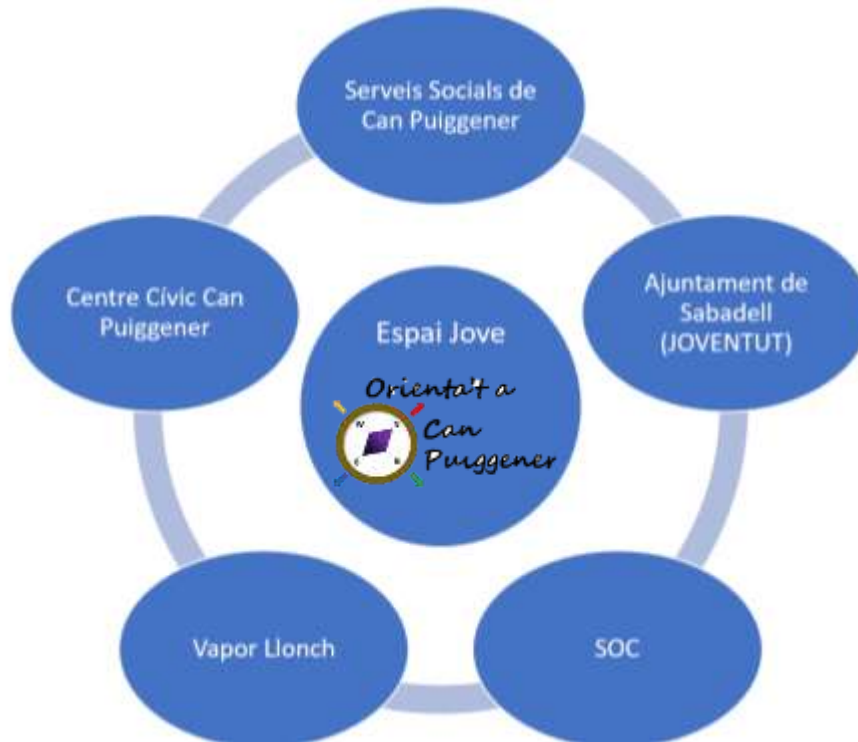 Serveis Socials de
Can Puiggener
Centre Cívic Can
Puiggener
Ajuntament de
Sabadell
(JOVENTUT)
Espai Jove
Orienta't a
Can
Puiggener
Vapor Llonch
SOC